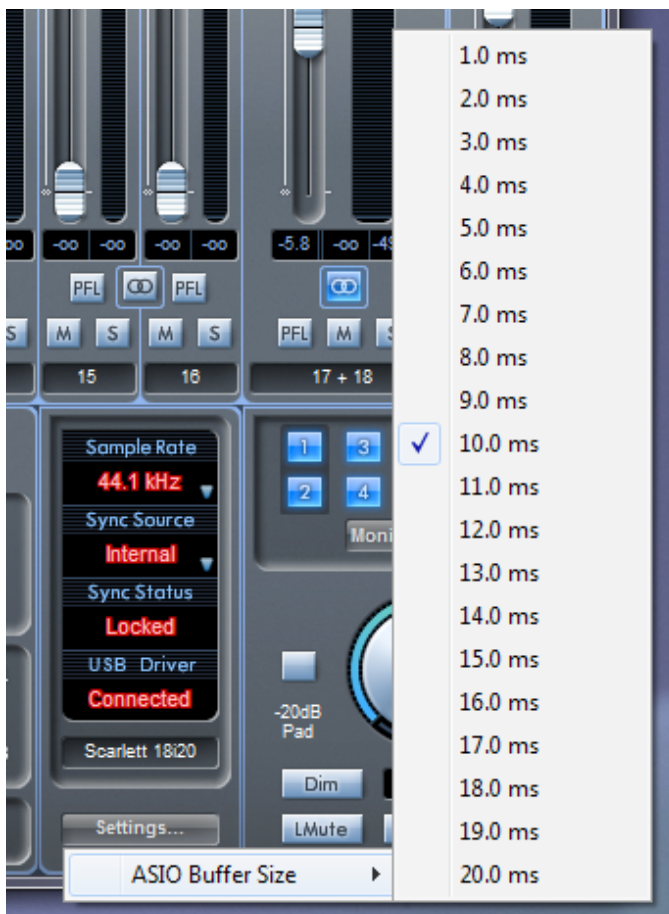 -∞ -∞ -∞ -∞ -5.8 -∞
PFL PFL
S M S M S PFL M
15 16 17 + 18
Sample Rate
44.1 kHz
Sync Source
Internal
Sync Status
Locked
USB Driver
Connected
Scarlett 18i20
Settings...
1 3
2 4
Moni
-20dB
Pad
Dim
LMute
ASIO Buffer Size
1.0 ms
2.0 ms
3.0 ms
4.0 ms
5.0 ms
6.0 ms
7.0 ms
8.0 ms
9.0 ms
10.0 ms
11.0 ms
12.0 ms
13.0 ms
14.0 ms
15.0 ms
16.0 ms
17.0 ms
18.0 ms
19.0 ms
20.0 ms